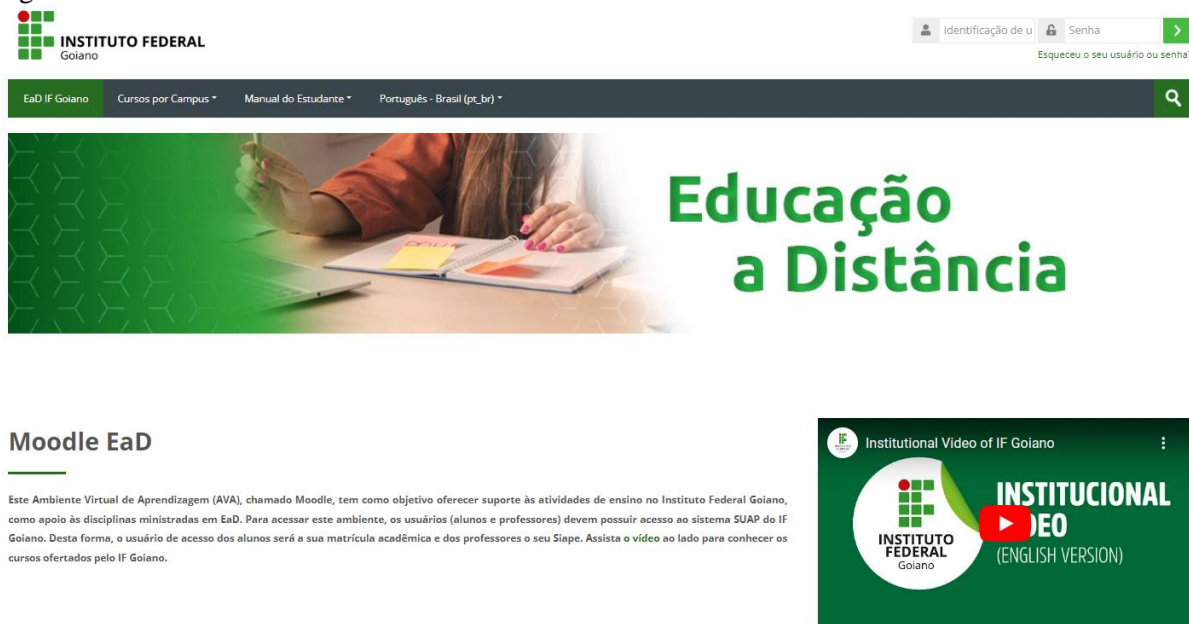 INSTITUTO FEDERAL
Goiano
Identificação de u
Senha
Esqueceu o seu usuário ou senha?
EaD IF Goiano
Cursos por Campus
Manual do Estudante
Português - Brasil (pt_br)
Educação
a Distância
Moodle EaD
Este Ambiente Virtual de Aprendizagem (AVA), chamado Moodle, tem como objetivo oferecer suporte às atividades de ensino no Instituto Federal Goiano,
como apoio às disciplinas ministradas em EaD. Para acessar este ambiente, os usuários (alunos e professores) devem possuir acesso ao sistema SUAP do IF
Goiano. Desta forma, o usuário de acesso dos alunos será a sua matrícula acadêmica e dos professores o seu Siape. Assista o vídeo ao lado para conhecer os
cursos ofertados pelo IF Goiano.
Institutional Video of IF Goiano
INSTITUTO
FEDERAL
Goiano
INSTITUCIONAL
DEO
(ENGLISH VERSION)